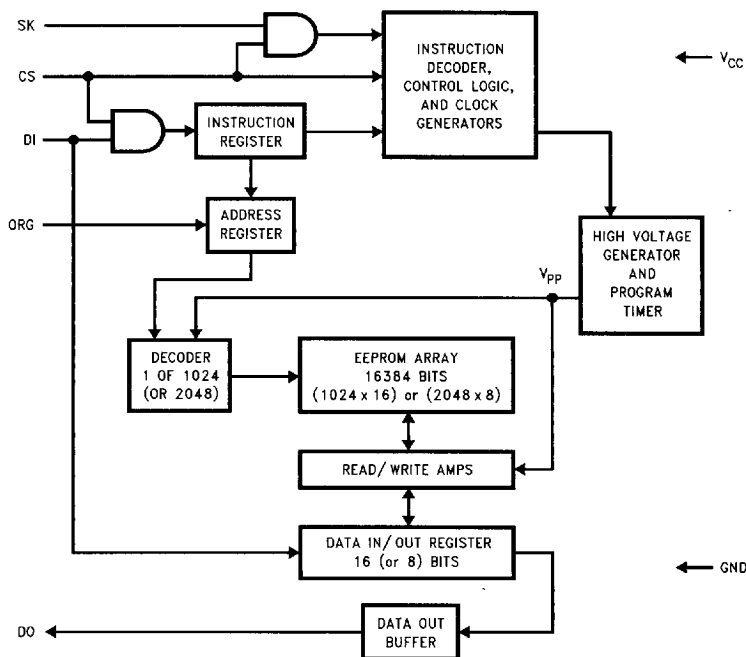 SK
CS
DI
ORG
INSTRUCTION
DECODER,
CONTROL LOGIC,
AND CLOCK
GENERATORS
VCC
INSTRUCTION
REGISTER
ADDRESS
REGISTER
HIGH VOLTAGE
GENERATOR
AND
PROGRAM
TIMER
VPP
DECODER
1 OF 1024
(OR 2048)
EEPROM ARRAY
16384 BITS
(1024 x 16) or (2048 x 8)
READ/WRITE AMPS
DATA IN/OUT REGISTER
16 (or 8) BITS
GND
DO
DATA OUT
BUFFER